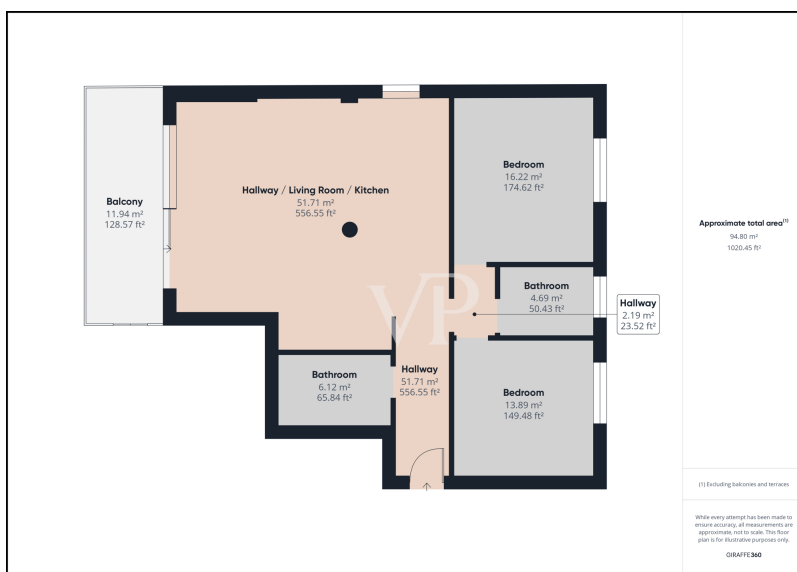 Balcony
11.94 m²
128.57 ft²
Hallway / Living Room / Kitchen
51.71 m²
556.55 ft²
Bedroom
16.22 m²
174.62 ft²
Bathroom
4.69 m²
50.43 ft²
Hallway
2.19 m²
23.52 ft²
Bathroom
6.12 m²
65.84 ft²
Hallway
51.71 m²
556.55 ft²
Bedroom
13.89 m²
149.48 ft²
VP
Approximate total area(1)
94.80 m²
1020.45 ft²
(1) Excluding balconies and terraces
While every attempt has been made to
ensure accuracy, all measurements are
approximate, not to scale. This floor
plan is for illustrative purposes only.
GIRAFFE360